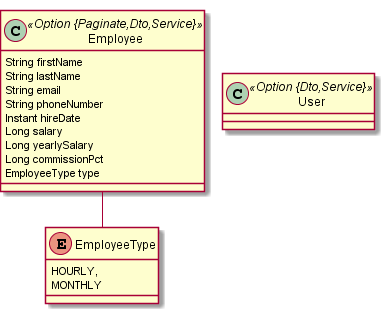 C «Option {Paginate,Dto,Service}»
Employee
String firstName
String lastName
String email
String phoneNumber
Instant hireDate
Long salary
Long yearlySalary
Long commissionPct
EmployeeType type
C «Option {Dto,Service}»
User
E EmployeeType
HOURLY,
MONTHLY